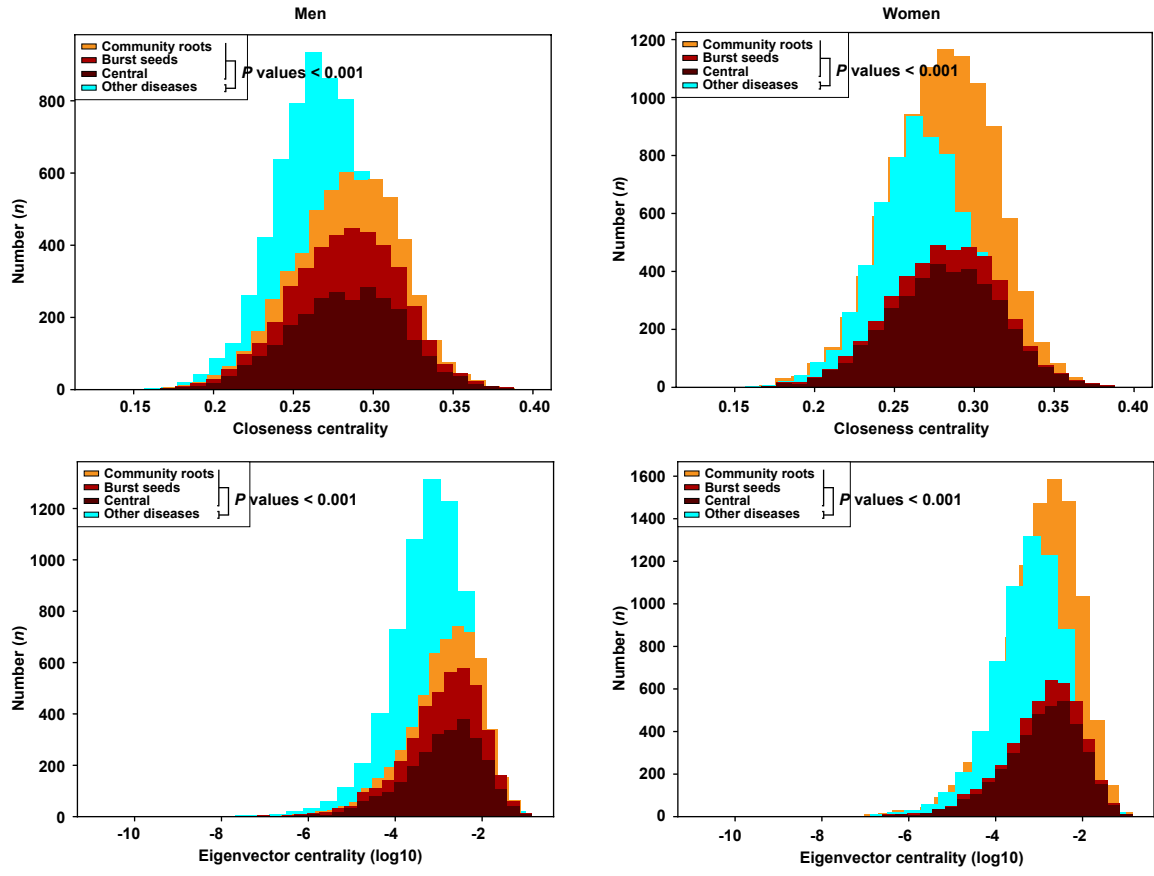 Men
Women
Community roots
Burst seeds
Central
Other diseases
P values < 0.001
Number (n)
0
200
400
600
800
0.15
0.20
0.25
0.30
0.35
0.40
Closeness centrality
Community roots
Burst seeds
Central
Other diseases
P values < 0.001
Number (n)
0
200
400
600
800
1000
1200
0.15
0.2
0.25
0.30
0.35
0.40
Closeness centrality
Community roots
Burst seeds
Central
Other diseases
P values < 0.001
Number (n)
0
200
400
600
800
1000
1200
-10
-8
-6
-4
-2
Eigenvector centrality (log10)
Community roots
Burst seeds
Central
Other diseases
P values < 0.001
Number (n)
0
200
400
600
800
1000
1200
1400
1600
-10
-8
-6
-4
-2
Eigenvector centrality (log10)